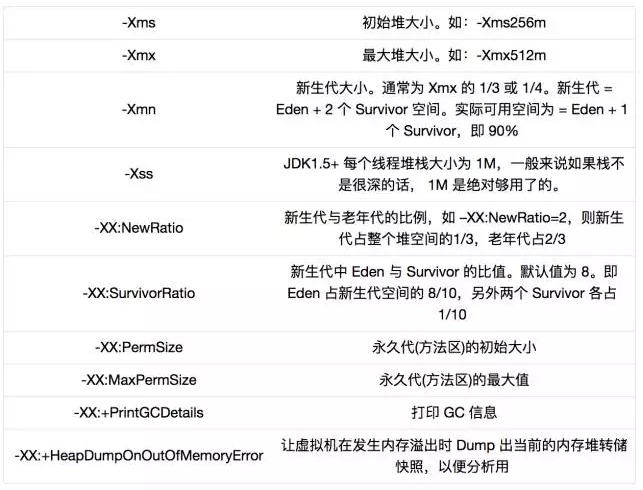 -Xms
初始堆大小。如：-Xms256m
-Xmx
最大堆大小。如：-Xmx512m
-Xmn
新生代大小。通常为 Xmx 的 1/3 或 1/4。新生代 =
Eden + 2 个 Survivor 空间。实际可用空间为 = Eden + 1
个 Survivor，即 90%
-Xss
JDK1.5+ 每个线程堆栈大小为 1M，一般来说如果栈不
是很深的话， 1M 是绝对够用了的。
-XX:NewRatio
新生代与老年代的比例，如 –XX:NewRatio=2，则新生
代占整个堆空间的1/3，老年代占2/3
-XX:SurvivorRatio
新生代中 Eden 与 Survivor 的比值。默认值为 8。即
Eden 占新生代空间的 8/10，另外两个 Survivor 各占
1/10
-XX:PermSize
永久代(方法区)的初始大小
-XX:MaxPermSize
永久代(方法区)的最大值
-XX:+PrintGCDetails
打印 GC 信息
-XX:+HeapDumpOnOutOfMemoryError
让虚拟机在发生内存溢出时 Dump 出当前的内存堆转储
快照，以便分析用